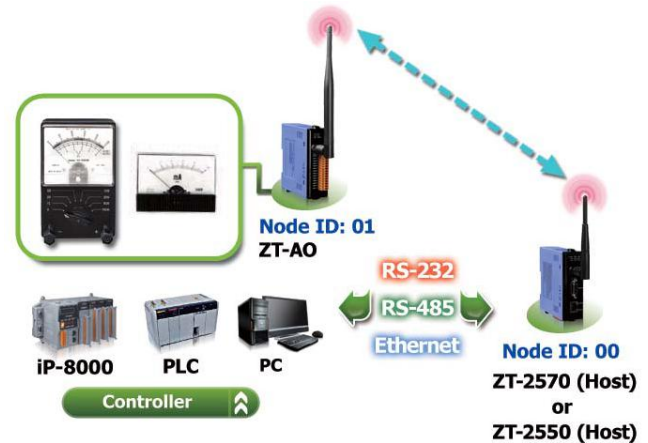 Node ID: 01
ZT-AO
RS-232
RS-485
Ethernet
iP-8000
PLC
PC
Controller
Node ID: 00
ZT-2570 (Host)
or
ZT-2550 (Host)